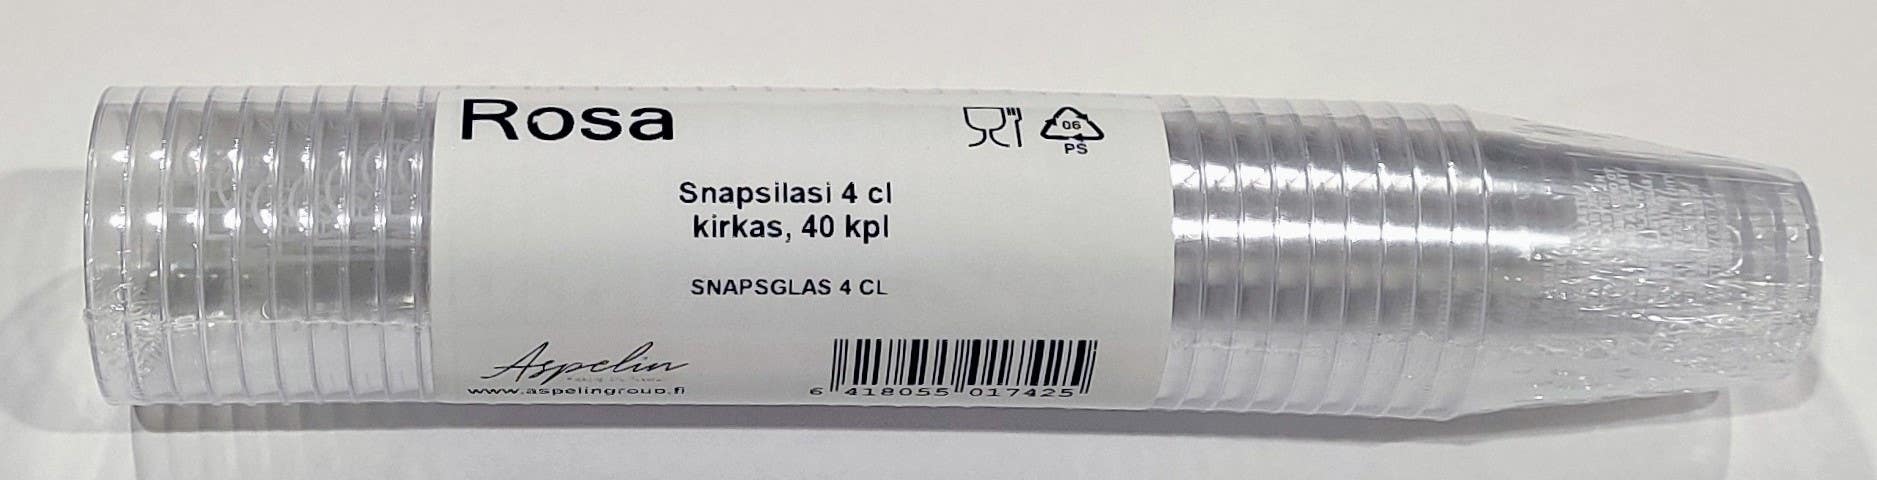 Rosa
06
PS
Snapsilasi 4 cl
kirkas, 40 kpl
SNAPSGLAS 4 CL
Aspelin
www.aspelingroup.fi
6 418055 017425